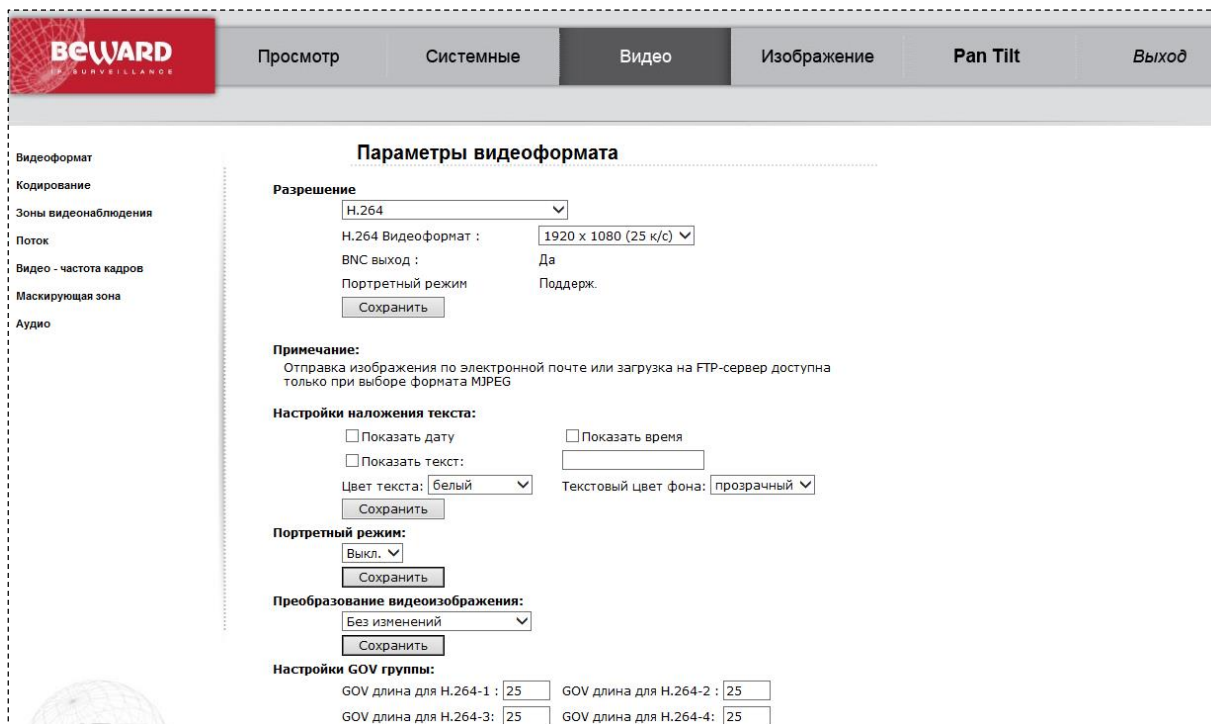 BEWARD
IP SURVEILLANCE
Просмотр Системные Видео Изображение Pan Tilt Выход
Видеоформат
Кодирование
Зоны видеонаблюдения
Поток
Видео - частота кадров
Маскирующая зона
Аудио
Параметры видеоформата
Разрешение
H.264
H.264 Видеоформат : 1920 x 1080 (25 к/с)
BNC выход : Да
Портретный режим Поддерж.
Сохранить
Примечание:
Отправка изображения по электронной почте или загрузка на FTP-сервер доступна
только при выборе формата MJPEG
Настройки наложения текста:
Показать дату Показать время
Показать текст:
Цвет текста: белый Текстовый цвет фона: прозрачный
Сохранить
Портретный режим:
Выкл.
Сохранить
Преобразование видеоизображения:
Без изменений
Сохранить
Настройки GOV группы:
GOV длина для H.264-1 : 25 GOV длина для H.264-2 : 25
GOV длина для H.264-3: 25 GOV длина для H.264-4: 25